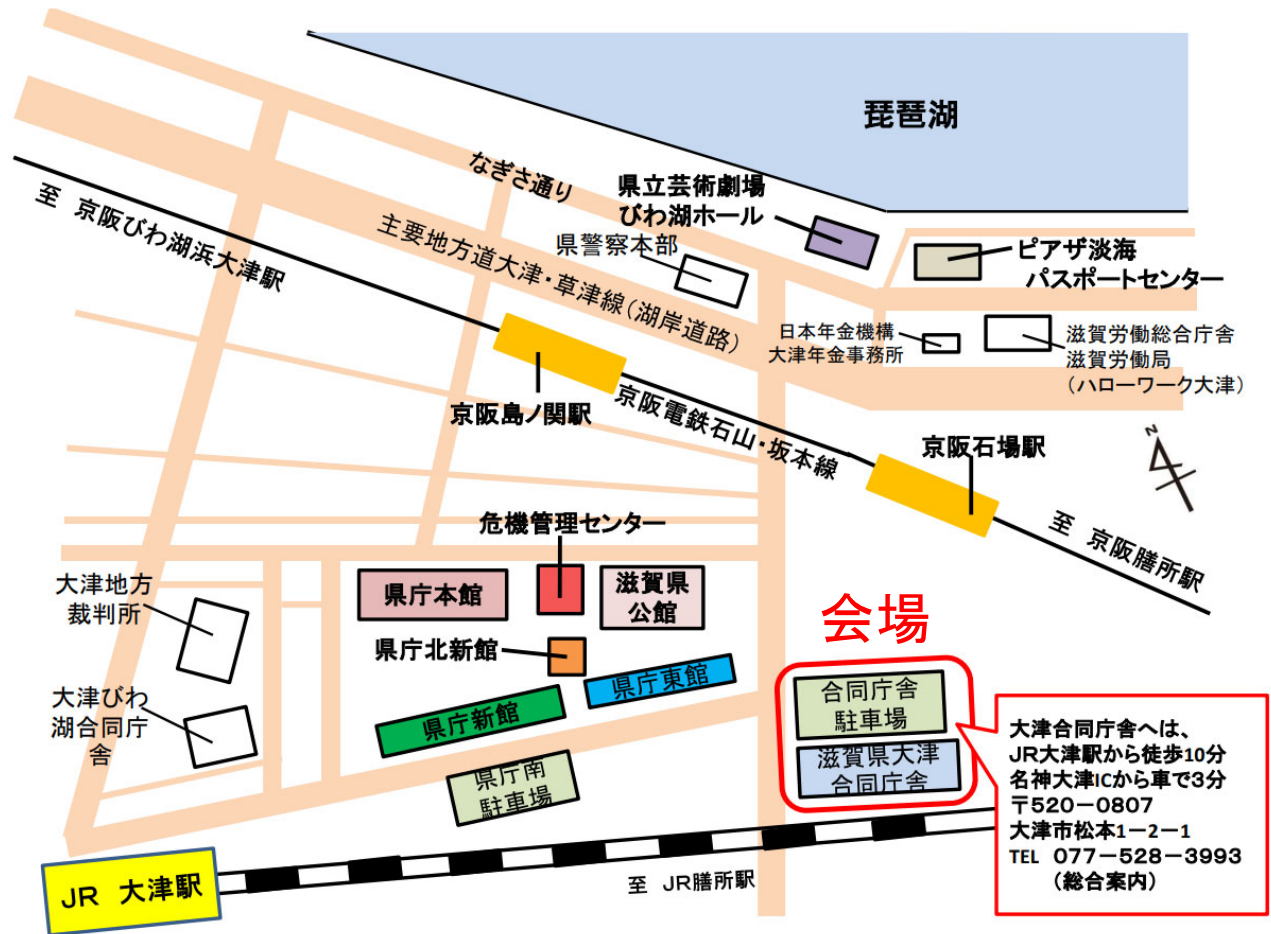 琵琶湖
なぎさ通り
県立芸術劇場
びわ湖ホール
至 京阪びわ湖浜大津駅
主要地方道大津・草津線(湖岸道路)
県警察本部
ピアザ淡海
パスポートセンター
日本年金機構
大津年金事務所
滋賀労働総合庁舎
滋賀労働局
(ハローワーク大津)
京阪島ノ関駅
京阪電鉄石山・坂本線
京阪石場駅
N
至 京阪膳所駅
危機管理センター
大津地方
裁判所
県庁本館
滋賀県
公館
会場
県庁北新館
県庁東館
合同庁舎
駐車場
大津びわ
湖合同庁
舎
県庁新館
滋賀県大津
合同庁舎
県庁南
駐車場
大津合同庁舎へは、
JR大津駅から徒歩10分
名神大津ICから車で3分
〒520-0807
大津市松本1-2-1
TEL 077-528-3993
(総合案内)
JR 大津駅
至 JR膳所駅